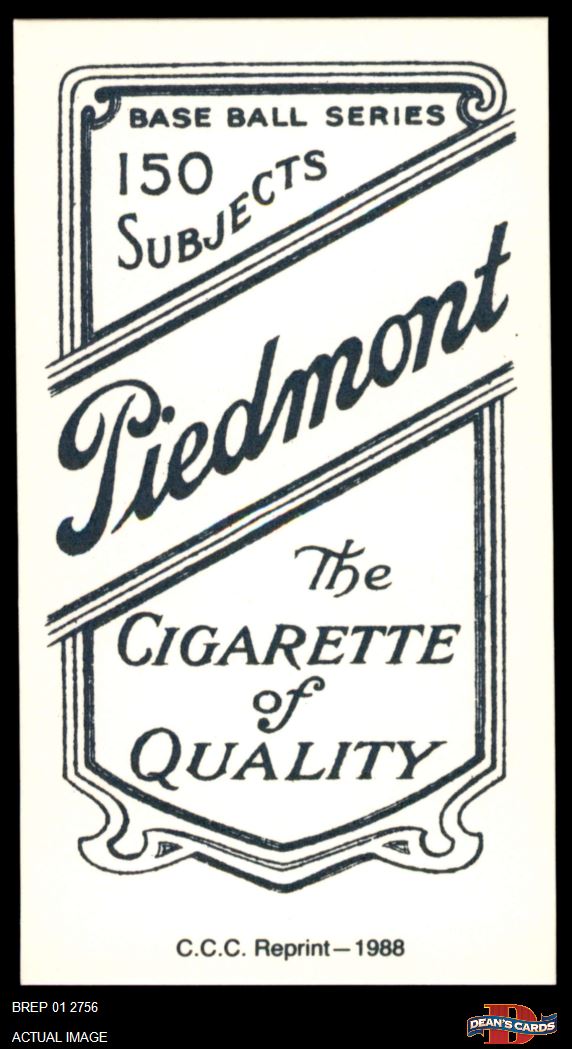 BASE BALL SERIES
150
SUBJECTS
Piedmont
The
CIGARETTE
of
QUALITY
C.C.C. Reprint—1988
BREP 01 2756
ACTUAL IMAGE
DEAN'S CARDS